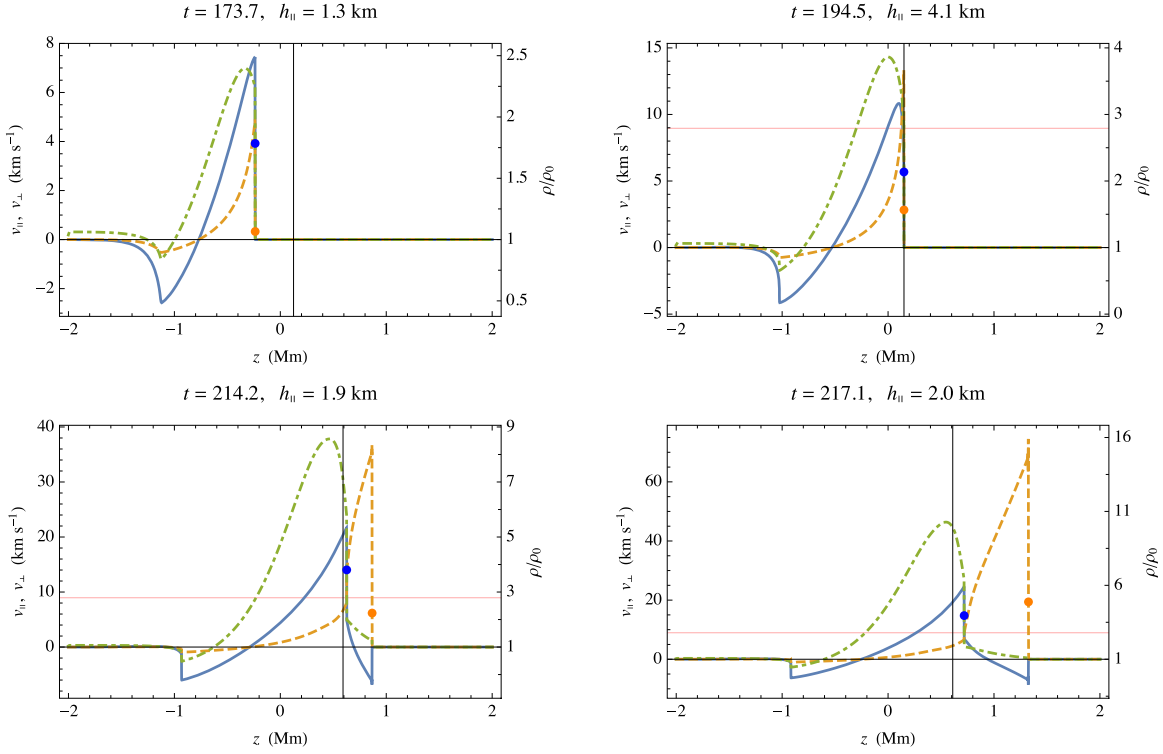 t = 173.7, h∥ = 1.3 km
8
6
4
2
0
−2
2.5
2.0
1.5
1.0
0.5
−2 −1 0 1 2
v∥, v⊥ (km s⁻¹)
ρ/ρ₀
z (Mm)
t = 194.5, h∥ = 4.1 km
15
10
5
0
−5
4
3
2
1
0
−2 −1 0 1 2
v∥, v⊥ (km s⁻¹)
ρ/ρ₀
z (Mm)
t = 214.2, h∥ = 1.9 km
40
30
20
10
0
9
7
5
3
1
−2 −1 0 1 2
v∥, v⊥ (km s⁻¹)
ρ/ρ₀
z (Mm)
t = 217.1, h∥ = 2.0 km
60
40
20
0
16
11
6
1
−2 −1 0 1 2
v∥, v⊥ (km s⁻¹)
ρ/ρ₀
z (Mm)